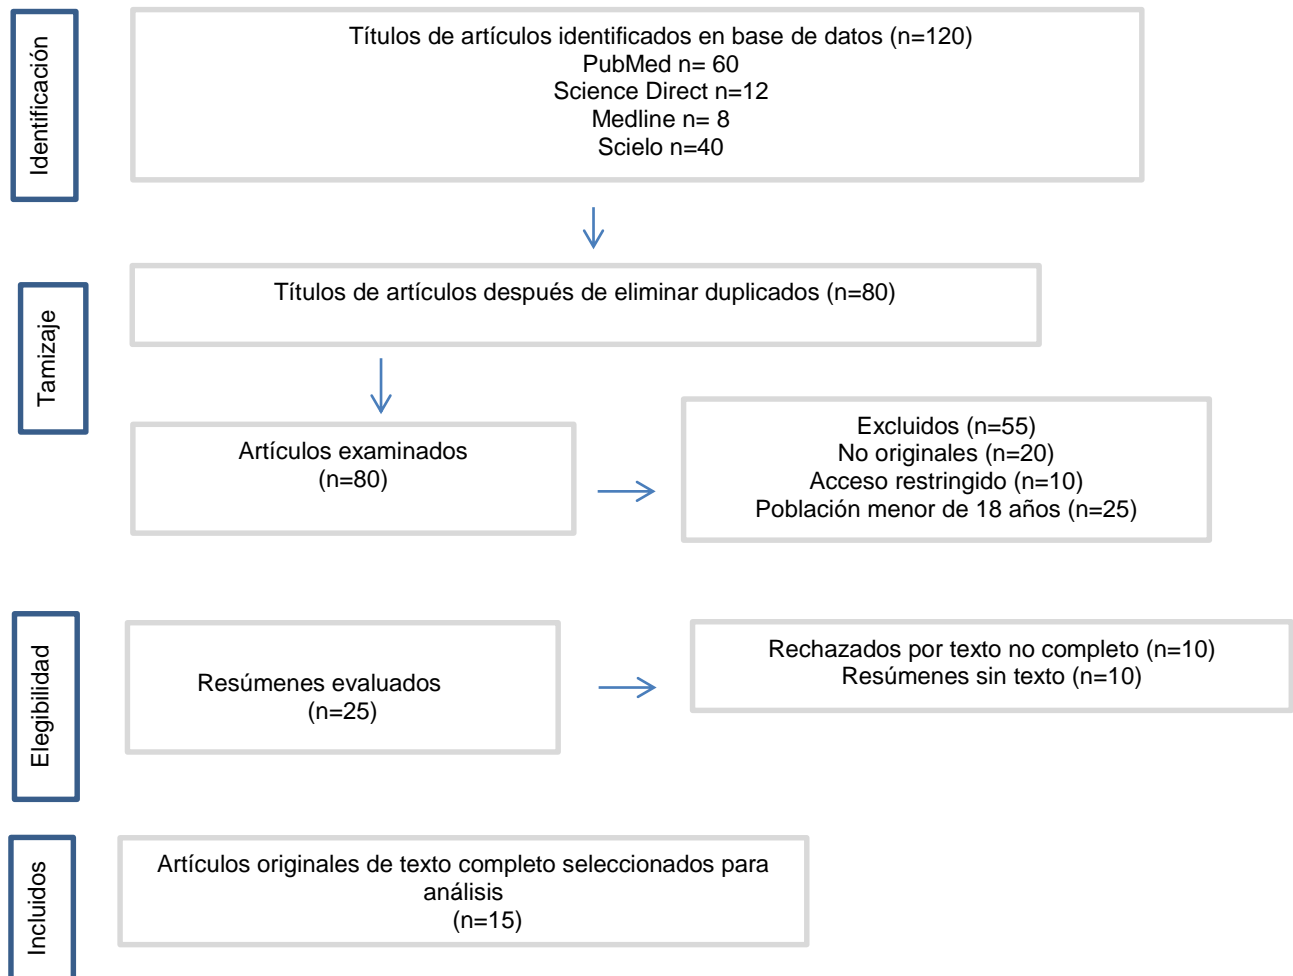 Identificación
Títulos de artículos identificados en base de datos (n=120)
PubMed n= 60
Science Direct n=12
Medline n= 8
Scielo n=40
Tamizaje
Títulos de artículos después de eliminar duplicados (n=80)
Artículos examinados
(n=80)
Excluidos (n=55)
No originales (n=20)
Acceso restringido (n=10)
Población menor de 18 años (n=25)
Elegibilidad
Resúmenes evaluados
(n=25)
Rechazados por texto no completo (n=10)
Resúmenes sin texto (n=10)
Incluidos
Artículos originales de texto completo seleccionados para
análisis
(n=15)